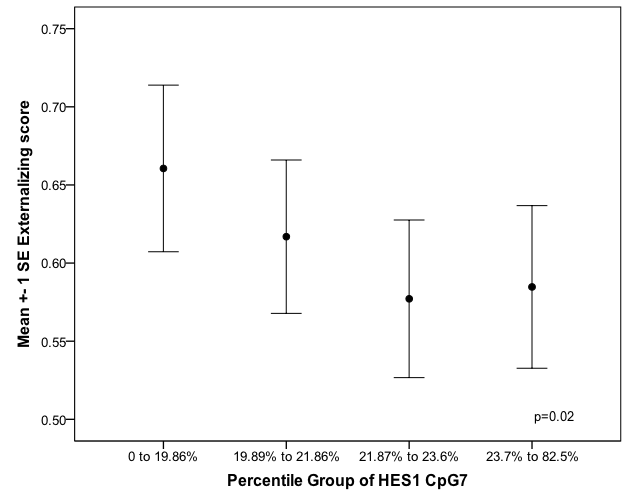 Mean +- 1 SE Externalizing score
0.75
0.70
0.65
0.60
0.55
0.50
p=0.02
0 to 19.86%
19.89% to 21.86%
21.87% to 23.6%
23.7% to 82.5%
Percentile Group of HES1 CpG7